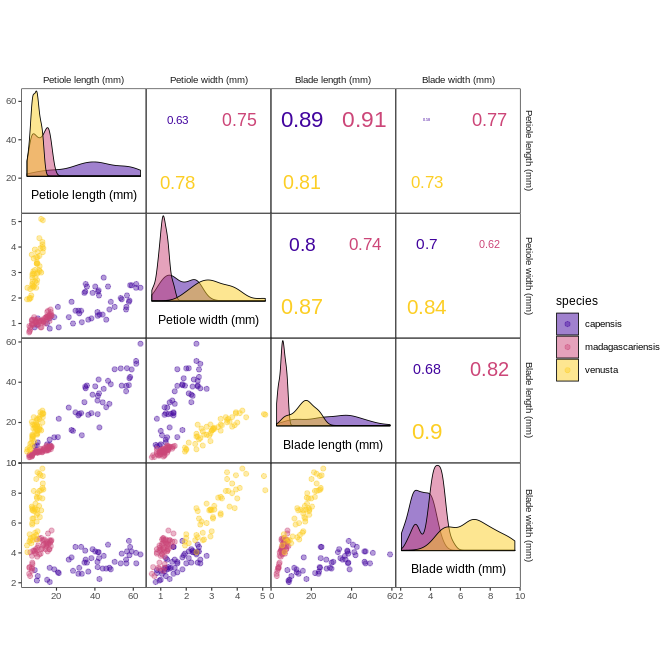 Petiole length (mm) Petiole width (mm) Blade length (mm) Blade width (mm)
60
40
20
0.63 0.75 0.89 0.91 0.77
0.78 0.81 0.73
Petiole length (mm)
Petiole length (mm)
5
4
3
2
1
0.8 0.74 0.7 0.62
0.87 0.84
Petiole width (mm)
Petiole width (mm)
species
capensis
madagascariensis
venusta
60
40
20
0
0.68 0.82
0.9
Blade length (mm)
Blade length (mm)
10
8
6
4
2
Blade width (mm)
Blade width (mm)
20 40 60 1 2 3 4 5 0 20 40 60 2 4 6 8 10